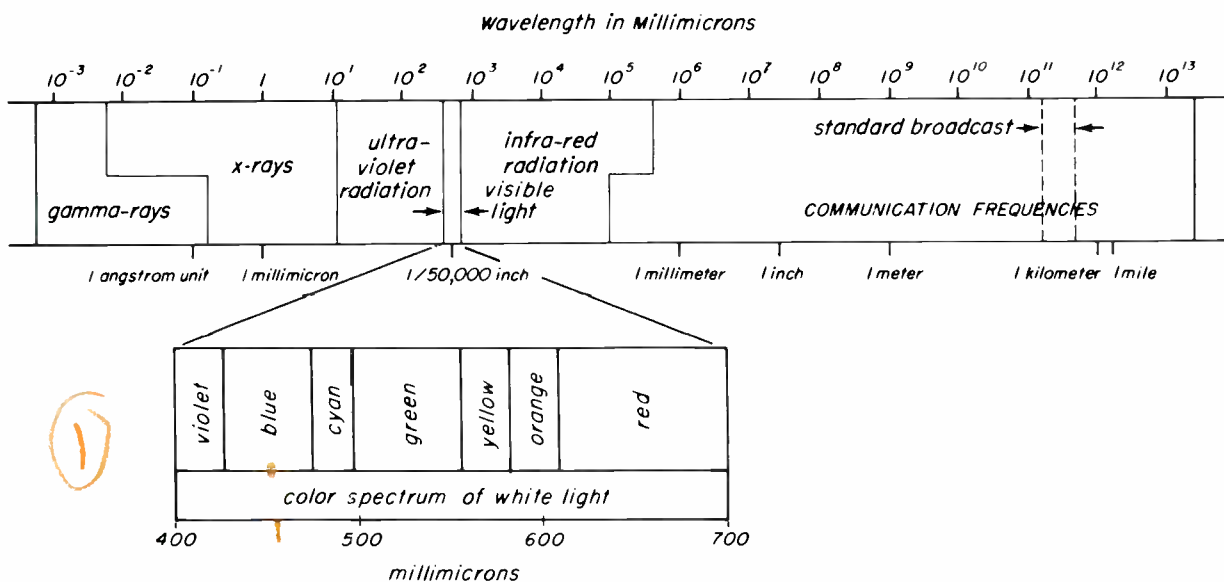 Wavelength in Millimicrons
10⁻³ 10⁻² 10⁻¹ 1 10¹ 10² 10³ 10⁴ 10⁵ 10⁶ 10⁷ 10⁸ 10⁹ 10¹⁰ 10¹¹ 10¹² 10¹³
gamma-rays
x-rays
ultra-
violet
radiation
visible
light
infra-red
radiation
standard broadcast
COMMUNICATION FREQUENCIES
1 angstrom unit 1 millimicron 1/50,000 inch 1 millimeter 1 inch 1 meter 1 kilometer 1 mile
1
violet blue cyan green yellow orange red
color spectrum of white light
400 500 600 700
millimicrons